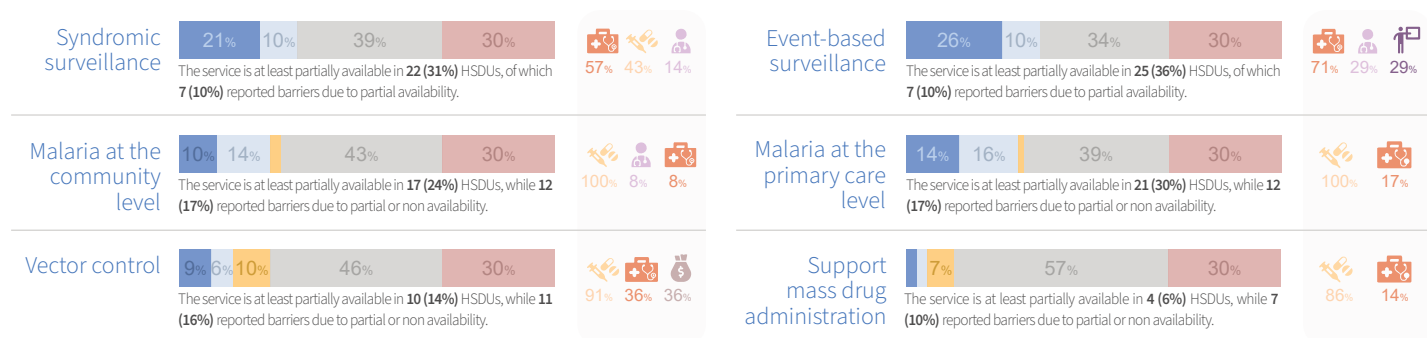 Syndromic
surveillance
21% 10% 39% 30%
The service is at least partially available in 22 (31%) HSDUs, of which
7 (10%) reported barriers due to partial availability.
57% 43% 14%
Event-based
surveillance
26% 10% 34% 30%
The service is at least partially available in 25 (36%) HSDUs, of which
7 (10%) reported barriers due to partial availability.
71% 29% 29%
Malaria at the
community
level
10% 14% 43% 30%
The service is at least partially available in 17 (24%) HSDUs, while 12
(17%) reported barriers due to partial or non availability.
100% 8% 8%
Malaria at the
primary care
level
14% 16% 39% 30%
The service is at least partially available in 21 (30%) HSDUs, while 12
(17%) reported barriers due to partial or non availability.
100% 17%
Vector control
9% 6% 10% 46% 30%
The service is at least partially available in 10 (14%) HSDUs, while 11
(16%) reported barriers due to partial or non availability.
91% 36% 36%
Support
mass drug
administration
7% 57% 30%
The service is at least partially available in 4 (6%) HSDUs, while 7
(10%) reported barriers due to partial or non availability.
86% 14%